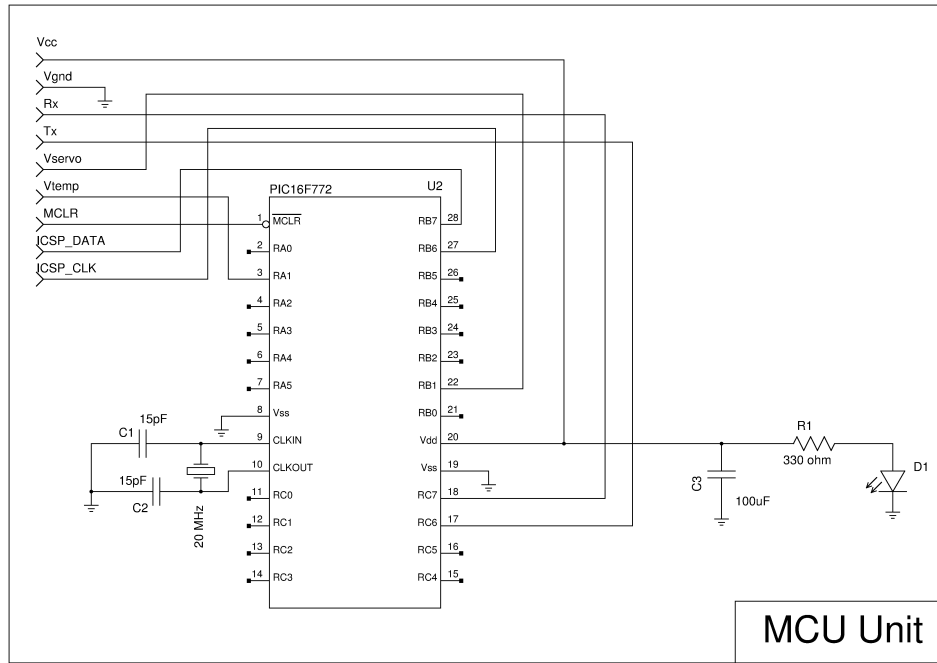 Vcc
Vgnd
Rx
Tx
Vservo
Vtemp
MCLR
ICSP_DATA
ICSP_CLK
PIC16F772 U2
1 MCLR RB7 28
2 RA0 RB6 27
3 RA1 RB5 26
4 RA2 RB4 25
5 RA3 RB3 24
6 RA4 RB2 23
7 RA5 RB1 22
8 Vss RB0 21
9 CLKIN Vdd 20
10 CLKOUT Vss 19
11 RC0 RC7 18
12 RC1 RC6 17
13 RC2 RC5 16
14 RC3 RC4 15
15pF
C1
15pF
C2
20 MHz
R1
330 ohm
C3
100uF
D1
MCU Unit